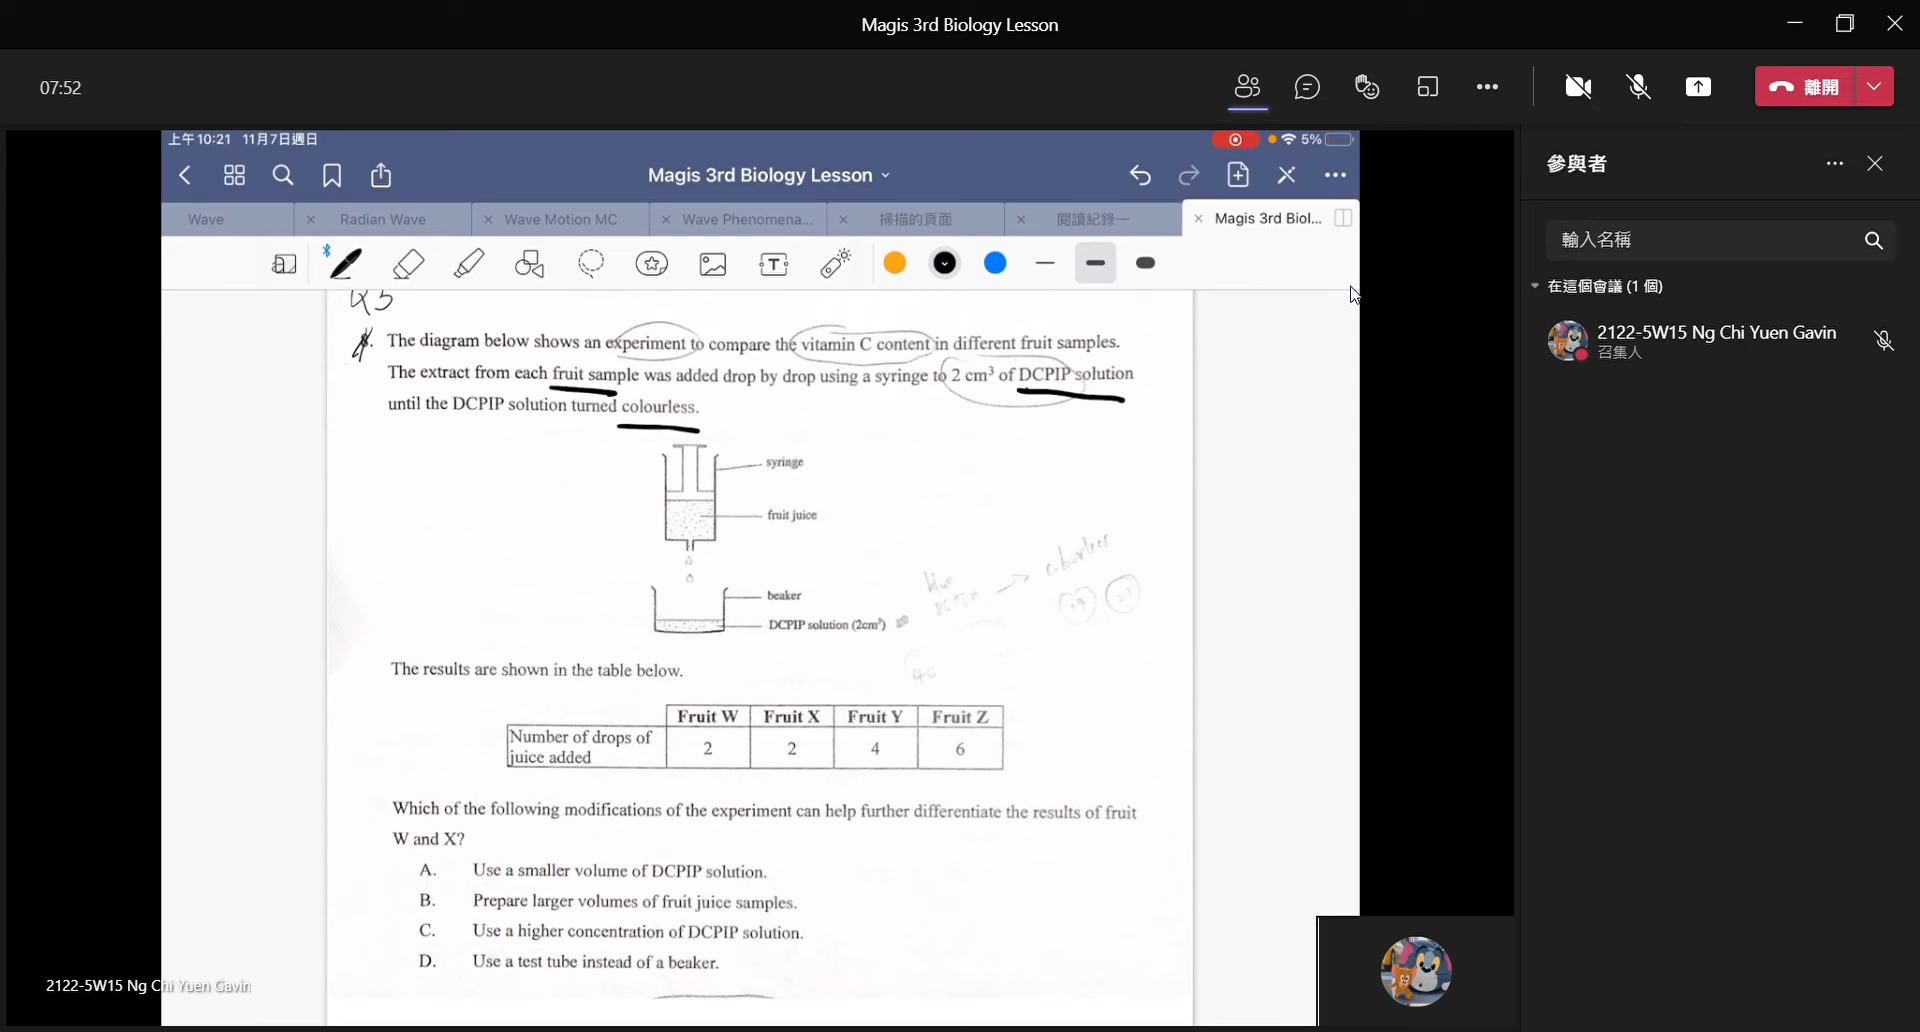 Magis 3rd Biology Lesson
07:52
離開
上午10:21 11月7日週日
5%
Magis 3rd Biology Lesson
Wave
Radian Wave
Wave Motion MC
Wave Phenomena...
掃描的頁面
閱讀紀錄一
Magis 3rd Biol...
The diagram below shows an experiment to compare the vitamin C content in different fruit samples.
The extract from each fruit sample was added drop by drop using a syringe to 2 cm³ of DCPIP solution
until the DCPIP solution turned colourless.
syringe
fruit juice
blue
DCPIP
colourless
beaker
DCPIP solution (2cm³)
The results are shown in the table below.
40
Fruit W Fruit X Fruit Y Fruit Z
Number of drops of
juice added
2 2 4 6
Which of the following modifications of the experiment can help further differentiate the results of fruit
W and X?
A. Use a smaller volume of DCPIP solution.
B. Prepare larger volumes of fruit juice samples.
C. Use a higher concentration of DCPIP solution.
D. Use a test tube instead of a beaker.
2122-5W15 Ng Chi Yuen Gavin
參與者
輸入名稱
在這個會議 (1 個)
2122-5W15 Ng Chi Yuen Gavin
召集人